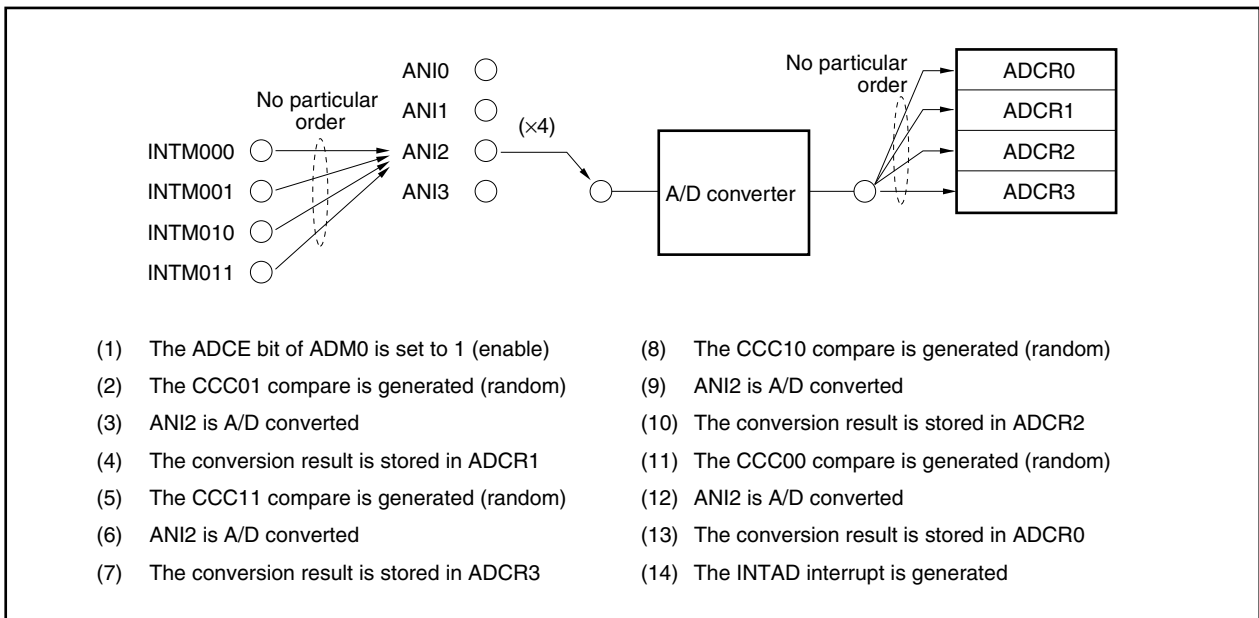 No particular
order
INTM000
INTM001
INTM010
INTM011
ANI0
ANI1
ANI2
ANI3
(×4)
A/D converter
No particular
order
ADCR0
ADCR1
ADCR2
ADCR3
(1) The ADCE bit of ADM0 is set to 1 (enable)
(2) The CCC01 compare is generated (random)
(3) ANI2 is A/D converted
(4) The conversion result is stored in ADCR1
(5) The CCC11 compare is generated (random)
(6) ANI2 is A/D converted
(7) The conversion result is stored in ADCR3
(8) The CCC10 compare is generated (random)
(9) ANI2 is A/D converted
(10) The conversion result is stored in ADCR2
(11) The CCC00 compare is generated (random)
(12) ANI2 is A/D converted
(13) The conversion result is stored in ADCR0
(14) The INTAD interrupt is generated